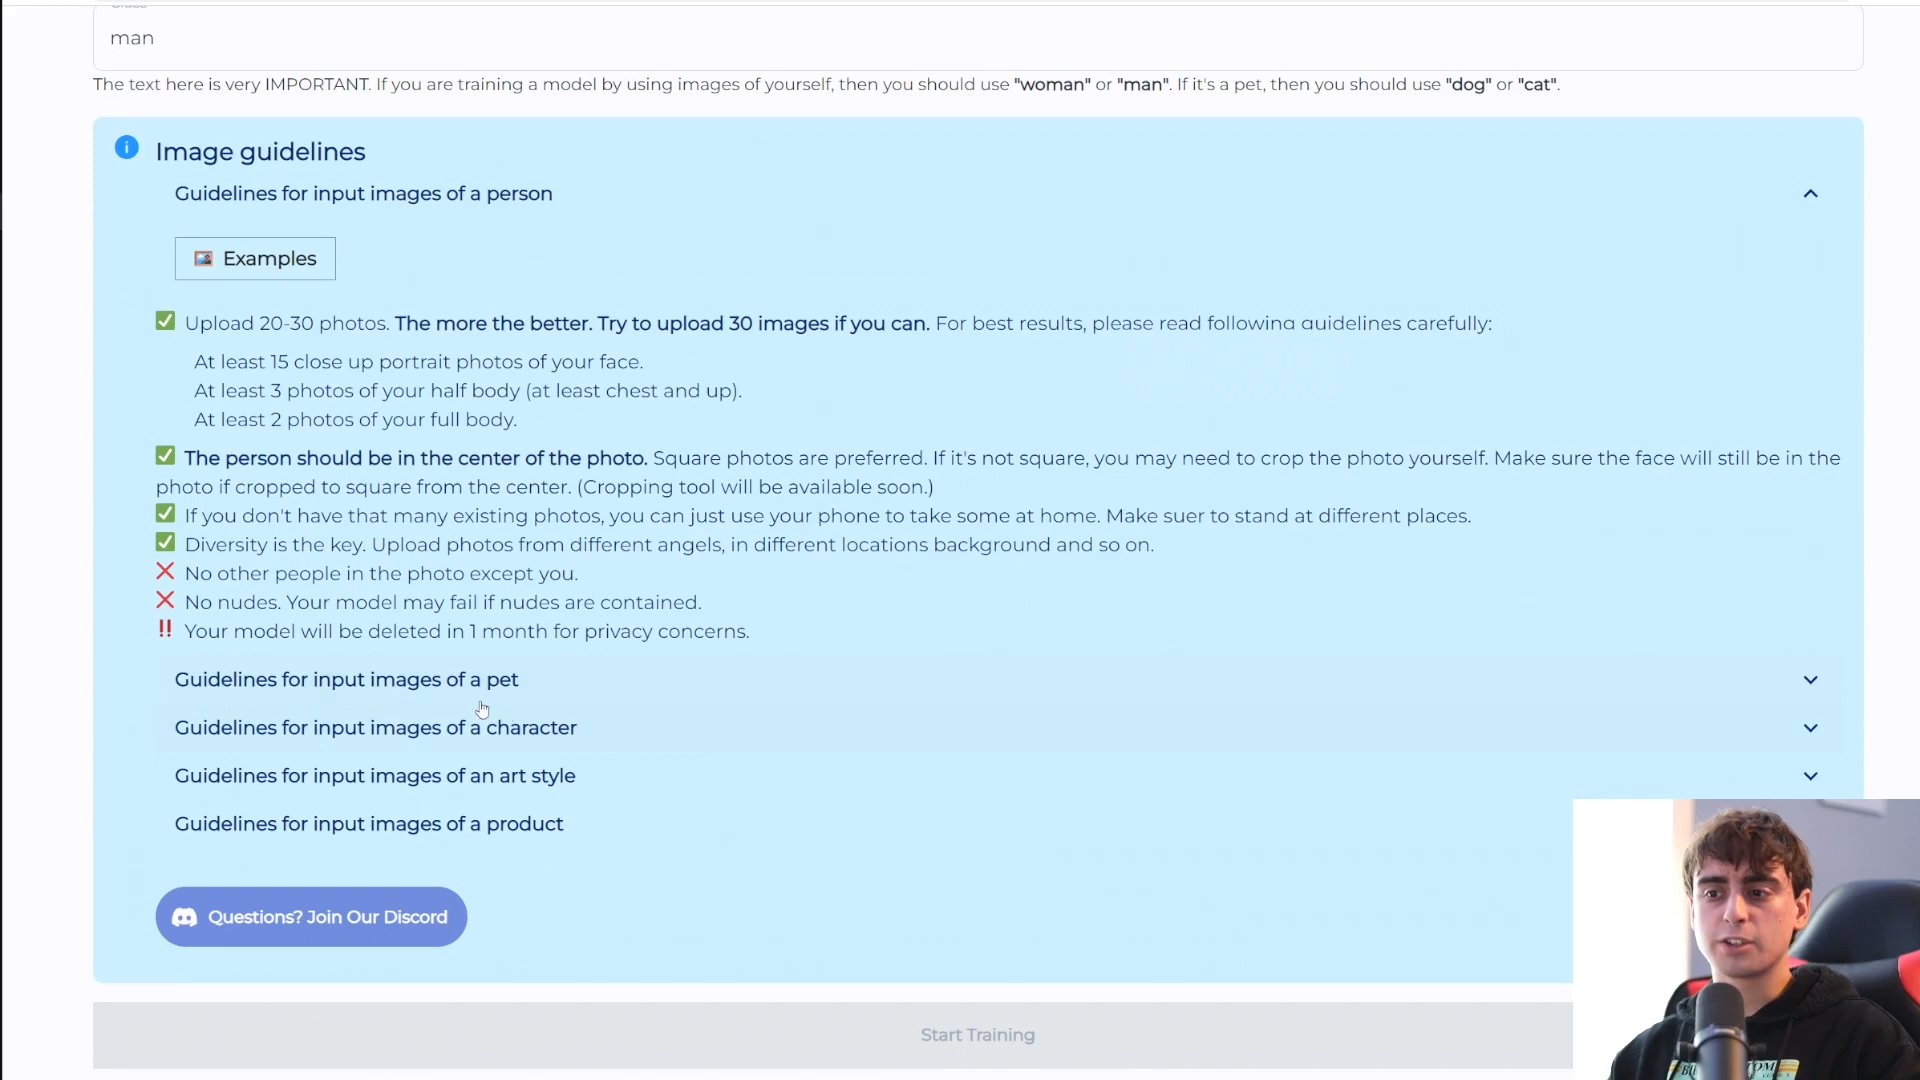 man
The text here is very IMPORTANT. If you are training a model by using images of yourself, then you should use "woman" or "man". If it's a pet, then you should use "dog" or "cat".
Image guidelines
Guidelines for input images of a person
Examples
Upload 20-30 photos. The more the better. Try to upload 30 images if you can. For best results, please read following guidelines carefully:
At least 15 close up portrait photos of your face.
At least 3 photos of your half body (at least chest and up).
At least 2 photos of your full body.
The person should be in the center of the photo. Square photos are preferred. If it's not square, you may need to crop the photo yourself. Make sure the face will still be in the
photo if cropped to square from the center. (Cropping tool will be available soon.)
If you don't have that many existing photos, you can just use your phone to take some at home. Make suer to stand at different places.
Diversity is the key. Upload photos from different angels, in different locations background and so on.
No other people in the photo except you.
No nudes. Your model may fail if nudes are contained.
!! Your model will be deleted in 1 month for privacy concerns.
Guidelines for input images of a pet
Guidelines for input images of a character
Guidelines for input images of an art style
Guidelines for input images of a product
Questions? Join Our Discord
Start Training